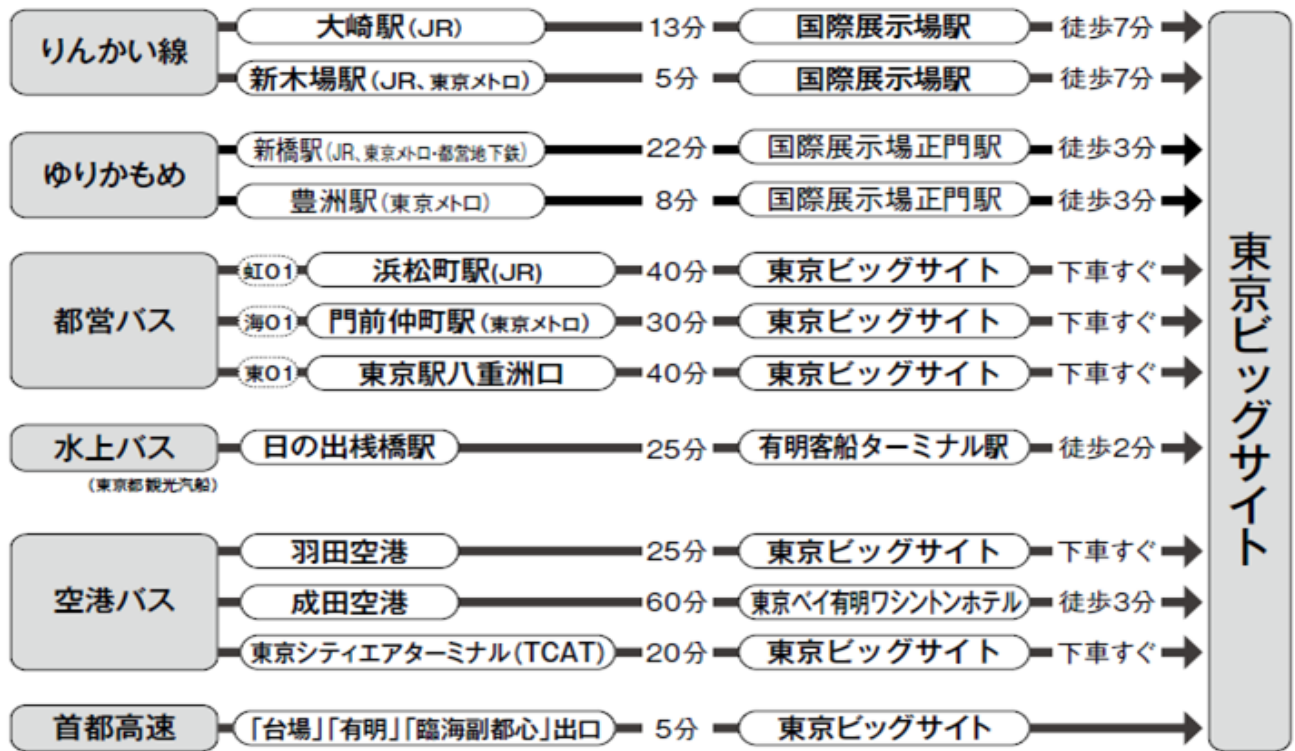 りんかい線
大崎駅(JR) 13分 国際展示場駅 徒歩7分
新木場駅(JR、東京メトロ) 5分 国際展示場駅 徒歩7分
ゆりかもめ
新橋駅(JR、東京メトロ・都営地下鉄) 22分 国際展示場正門駅 徒歩3分
豊洲駅(東京メトロ) 8分 国際展示場正門駅 徒歩3分
都営バス
虹01 浜松町駅(JR) 40分 東京ビッグサイト 下車すぐ
海01 門前仲町駅(東京メトロ) 30分 東京ビッグサイト 下車すぐ
東01 東京駅八重洲口 40分 東京ビッグサイト 下車すぐ
水上バス
(東京都観光汽船)
日の出桟橋駅 25分 有明客船ターミナル駅 徒歩2分
空港バス
羽田空港 25分 東京ビッグサイト 下車すぐ
成田空港 60分 東京ベイ有明ワシントンホテル 徒歩3分
東京シティエアターミナル(TCAT) 20分 東京ビッグサイト 下車すぐ
首都高速
「台場」「有明」「臨海副都心」出口 5分 東京ビッグサイト
東京ビッグサイト